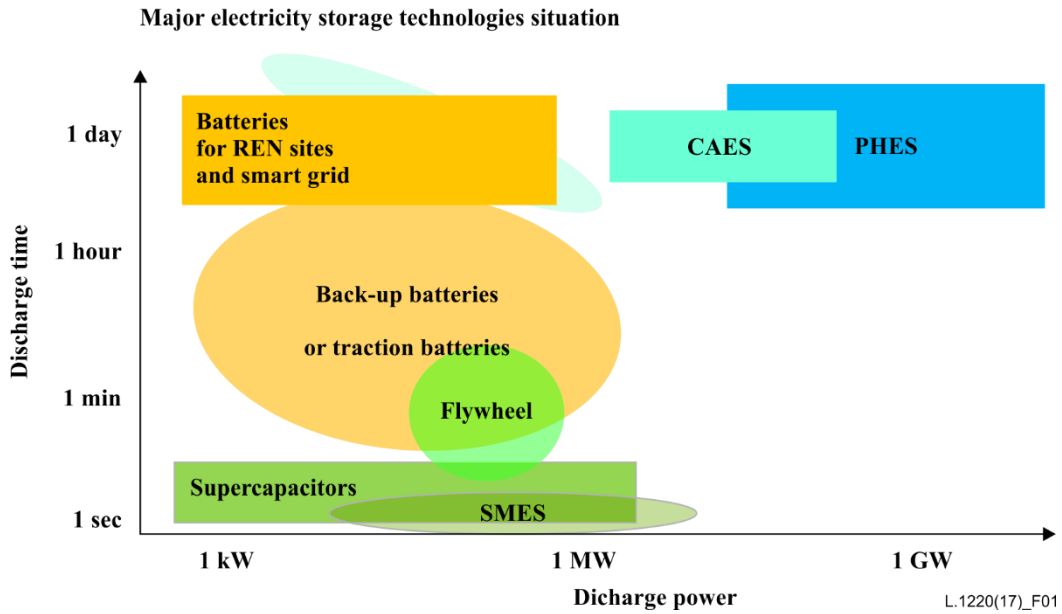 Major electricity storage technologies situation
Discharge time
1 day
1 hour
1 min
1 sec
Batteries
for REN sites
and smart grid
CAES
PHES
Back-up batteries
or traction batteries
Flywheel
Supercapacitors
SMES
1 kW
1 MW
1 GW
Dicharge power
L.1220(17)_F01